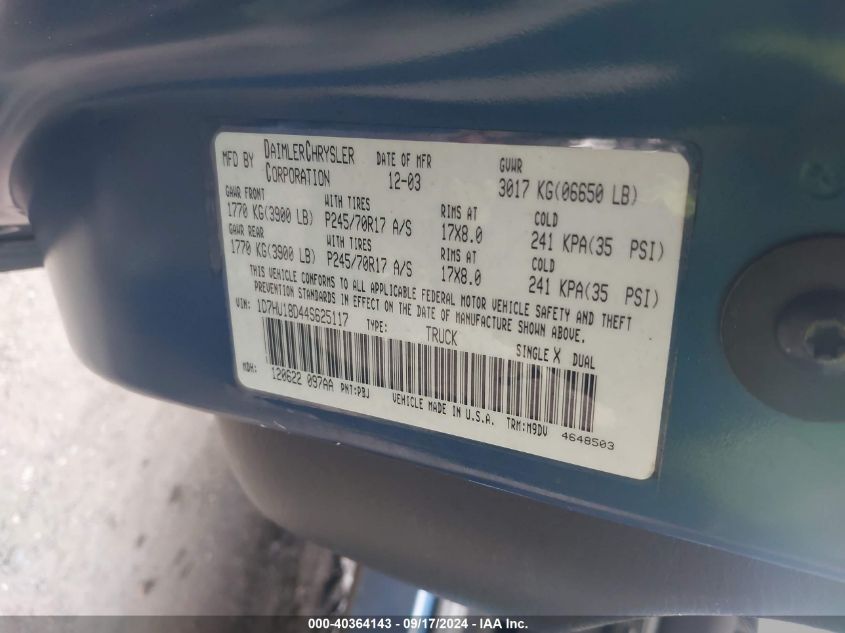 MFD BY DAIMLERCHRYSLER CORPORATION DATE OF MFR 12-03 GVWR 3017 KG(06650 LB)
GAWR FRONT WITH TIRES RIMS AT COLD
1770 KG(3900 LB) P245/70R17 A/S 17X8.0 241 KPA(35 PSI)
GAWR REAR WITH TIRES RIMS AT COLD
1770 KG(3900 LB) P245/70R17 A/S 17X8.0 241 KPA(35 PSI)
THIS VEHICLE CONFORMS TO ALL APPLICABLE FEDERAL MOTOR VEHICLE SAFETY AND THEFT
PREVENTION STANDARDS IN EFFECT ON THE DATE OF MANUFACTURE SHOWN ABOVE.
VIN: 1D7HU18D44S625117 TYPE: TRUCK SINGLE X DUAL
MDH: 120622 097AA PNT:PBJ VEHICLE MADE IN U.S.A. TRM:M9DV 4648503
000-40364143 - 09/17/2024 - IAA Inc.